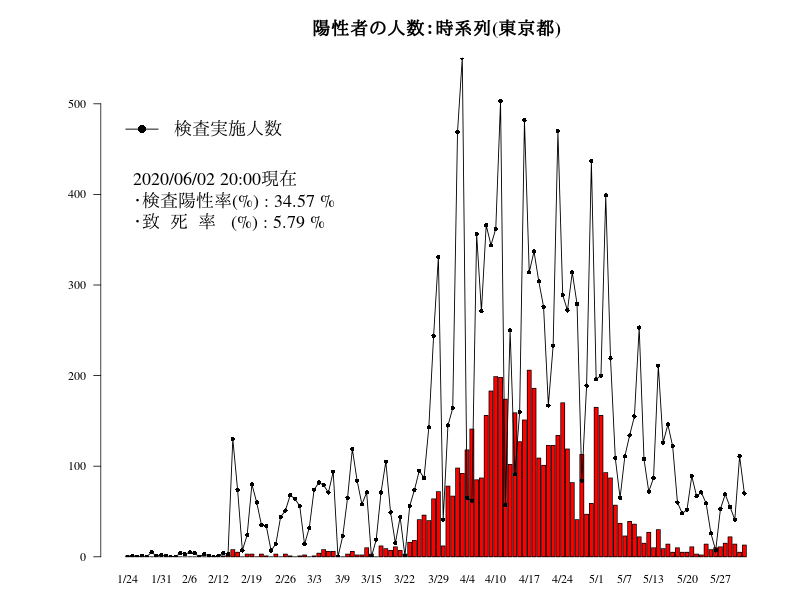 陽性者の人数:時系列(東京都)
500
400
300
200
100
0
検査実施人数
2020/06/02 20:00現在
・検査陽性率(%) : 34.57 %
・致 死 率 (%) : 5.79 %
1/24 1/31 2/6 2/12 2/19 2/26 3/3 3/9 3/15 3/22 3/29 4/4 4/10 4/17 4/24 5/1 5/7 5/13 5/20 5/27